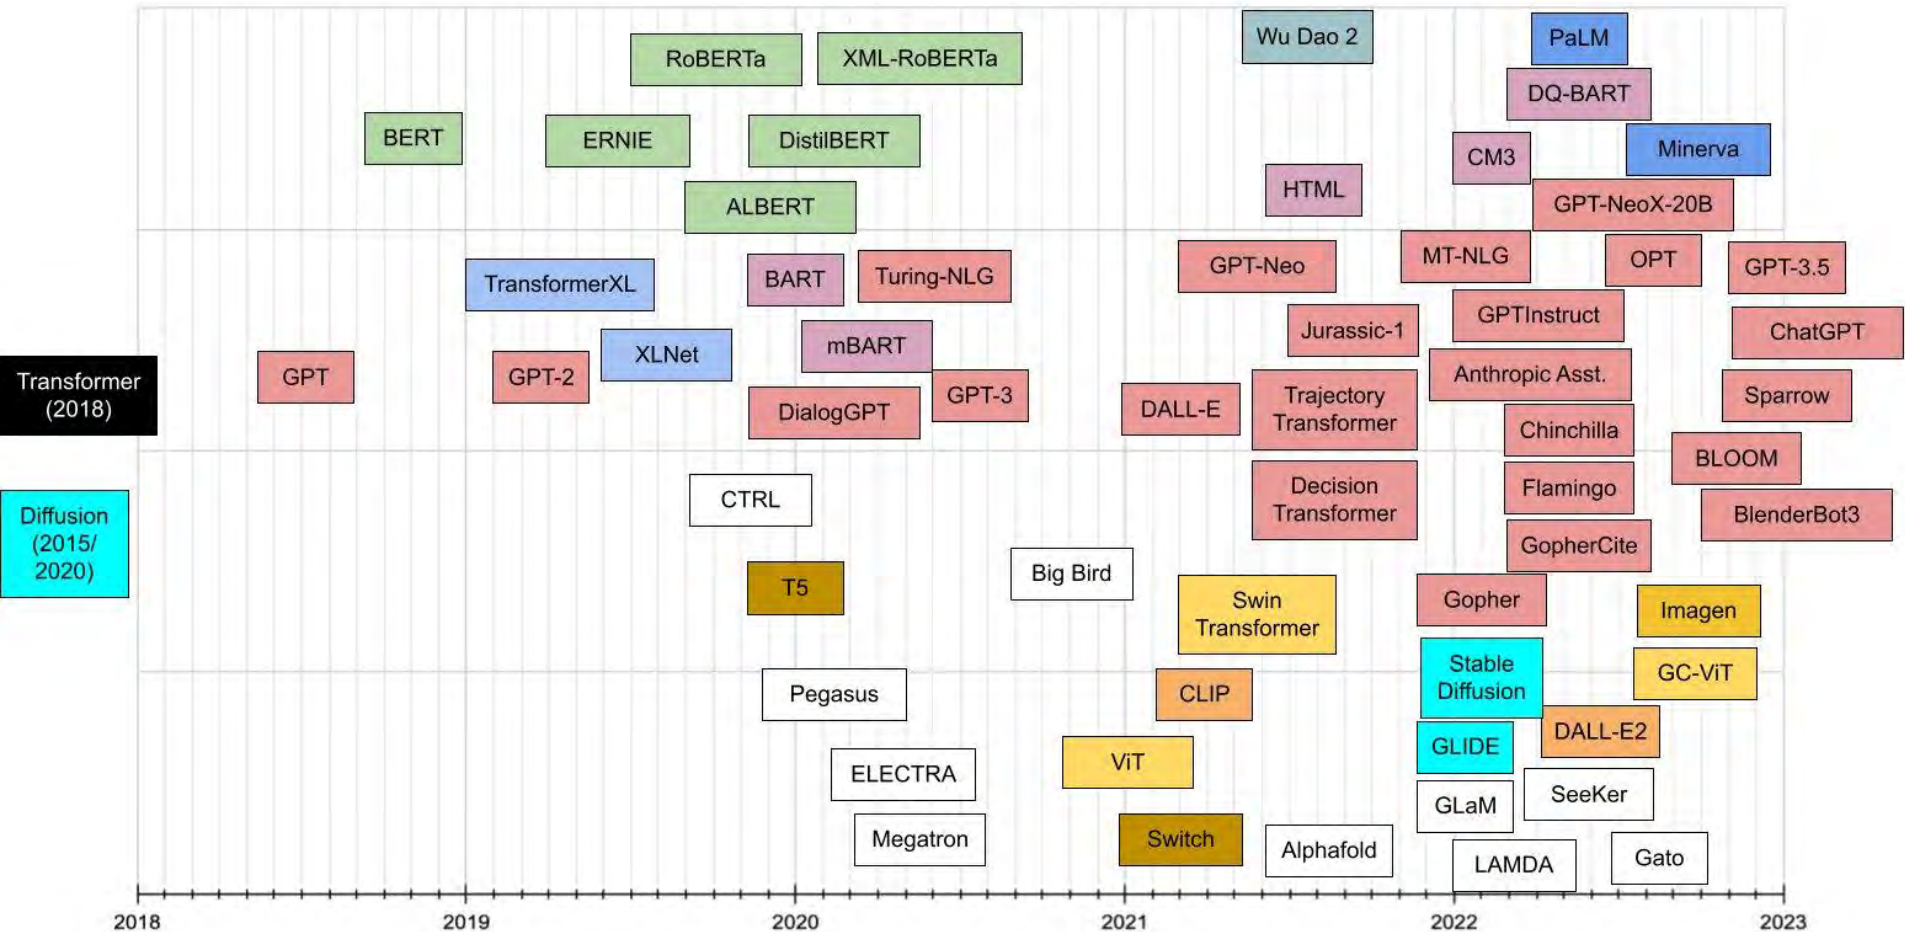 Wu Dao 2
PaLM
RoBERTa
XML-RoBERTa
DQ-BART
BERT
ERNIE
DistilBERT
CM3
Minerva
HTML
ALBERT
GPT-NeoX-20B
TransformerXL
BART
Turing-NLG
GPT-Neo
MT-NLG
OPT
GPT-3.5
GPTInstruct
Jurassic-1
ChatGPT
XLNet
mBART
Transformer
(2018)
GPT
GPT-2
DialogGPT
GPT-3
DALL-E
Trajectory
Transformer
Anthropic Asst.
Sparrow
Chinchilla
BLOOM
Diffusion
(2015/
2020)
CTRL
Decision
Transformer
Flamingo
BlenderBot3
GopherCite
T5
Big Bird
Swin
Transformer
Gopher
Imagen
Pegasus
CLIP
Stable
Diffusion
GC-ViT
DALL-E2
ELECTRA
ViT
GLIDE
SeeKer
GLaM
Megatron
Switch
Alphafold
LAMDA
Gato
2018
2019
2020
2021
2022
2023